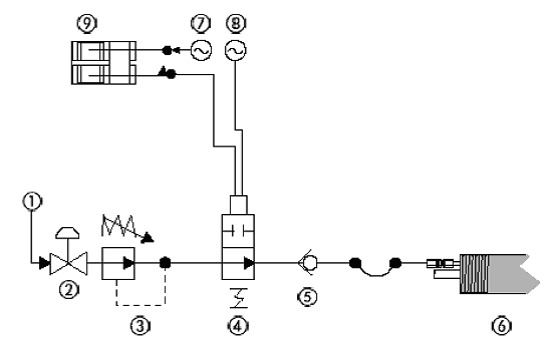 ⑨ ⑦ ⑧
①
② ③ ④ ⑤ ⑥